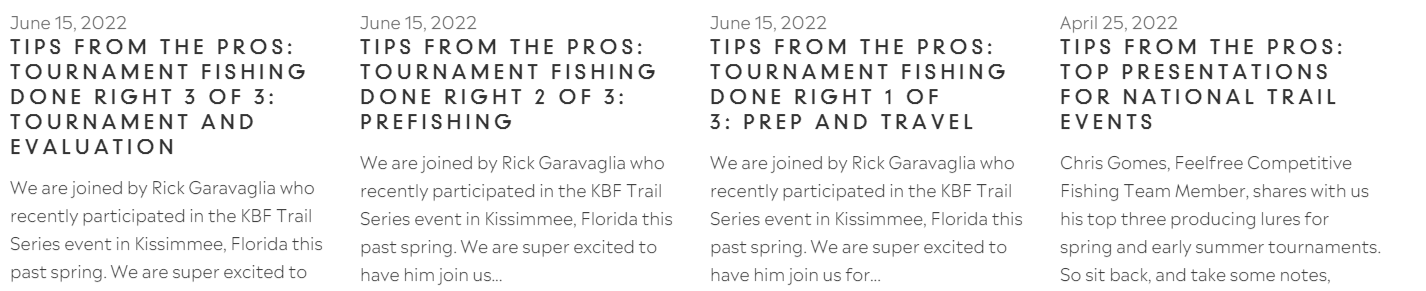 June 15, 2022
TIPS FROM THE PROS:
TOURNAMENT FISHING
DONE RIGHT 3 OF 3:
TOURNAMENT AND
EVALUATION
We are joined by Rick Garavaglia who
recently participated in the KBF Trail
Series event in Kissimmee, Florida this
past spring. We are super excited to
June 15, 2022
TIPS FROM THE PROS:
TOURNAMENT FISHING
DONE RIGHT 2 OF 3:
PREFISHING
We are joined by Rick Garavaglia who
recently participated in the KBF Trail
Series event in Kissimmee, Florida this
past spring. We are super excited to
have him join us...
June 15, 2022
TIPS FROM THE PROS:
TOURNAMENT FISHING
DONE RIGHT 1 OF
3: PREP AND TRAVEL
We are joined by Rick Garavaglia who
recently participated in the KBF Trail
Series event in Kissimmee, Florida this
past spring. We are super excited to
have him join us for...
April 25, 2022
TIPS FROM THE PROS:
TOP PRESENTATIONS
FOR NATIONAL TRAIL
EVENTS
Chris Gomes, Feelfree Competitive
Fishing Team Member, shares with us
his top three producing lures for
spring and early summer tournaments.
So sit back, and take some notes,